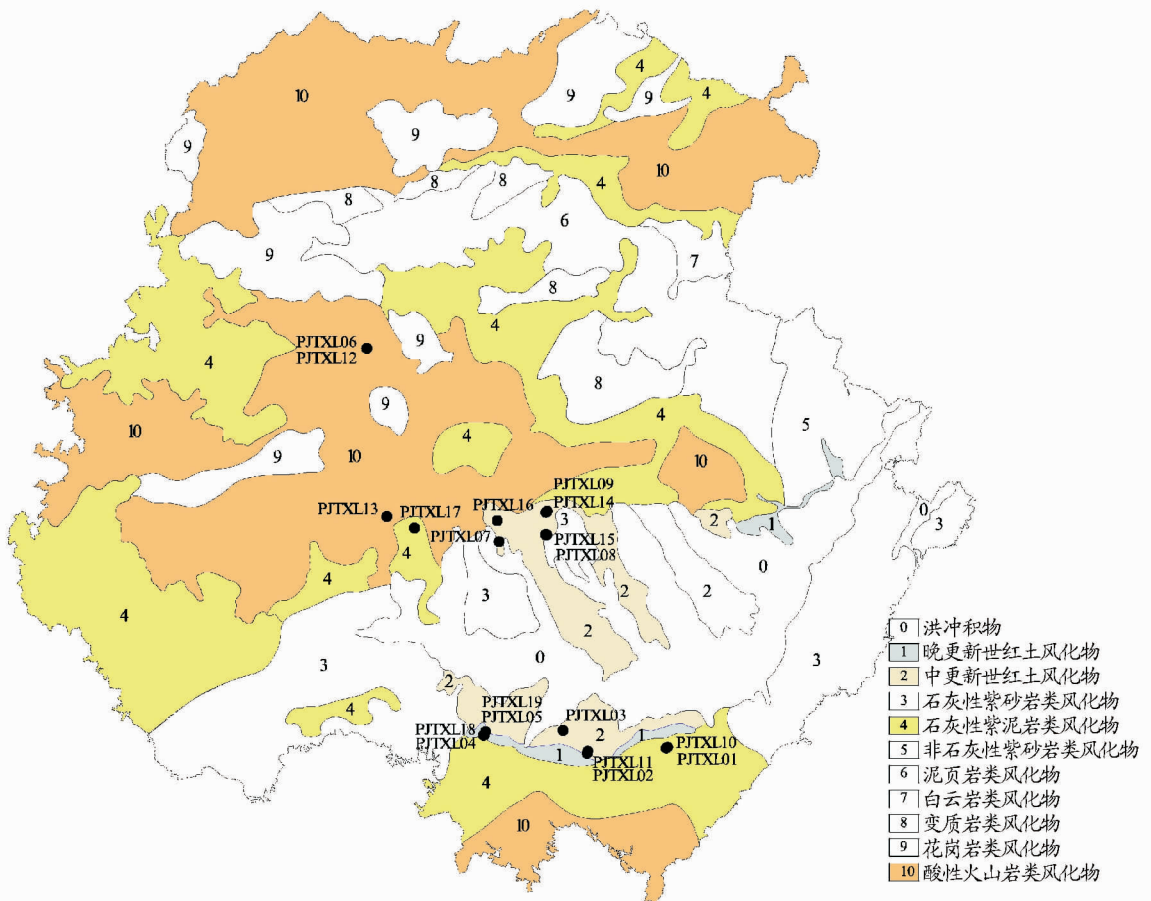 10
4
9
9
4
9
9
10
8
8
4
8
6
9
7
8
4
PJTXL06
PJTXL12
9
4
8
9
4
5
10
4
10
9
10
PJTXL09
PJTXL13
PJTXL17
PJTXL16
PJTXL14
3
2
1
0
3
PJTXL07
PJTXL15
PJTXL08
4
0
4
3
2
2
4
2
0
3
3
2
4
PJTXL19
PJTXL05
PJTXL03
PJTXL18
PJTXL04
2
1
1
PJTXL11
PJTXL02
PJTXL10
PJTXL01
4
10
0 洪冲积物
1 晚更新世红土风化物
2 中更新世红土风化物
3 石灰性紫砂岩类风化物
4 石灰性紫泥岩类风化物
5 非石灰性紫砂岩类风化物
6 泥页岩类风化物
7 白云岩类风化物
8 变质岩类风化物
9 花岗岩类风化物
10 酸性火山岩类风化物